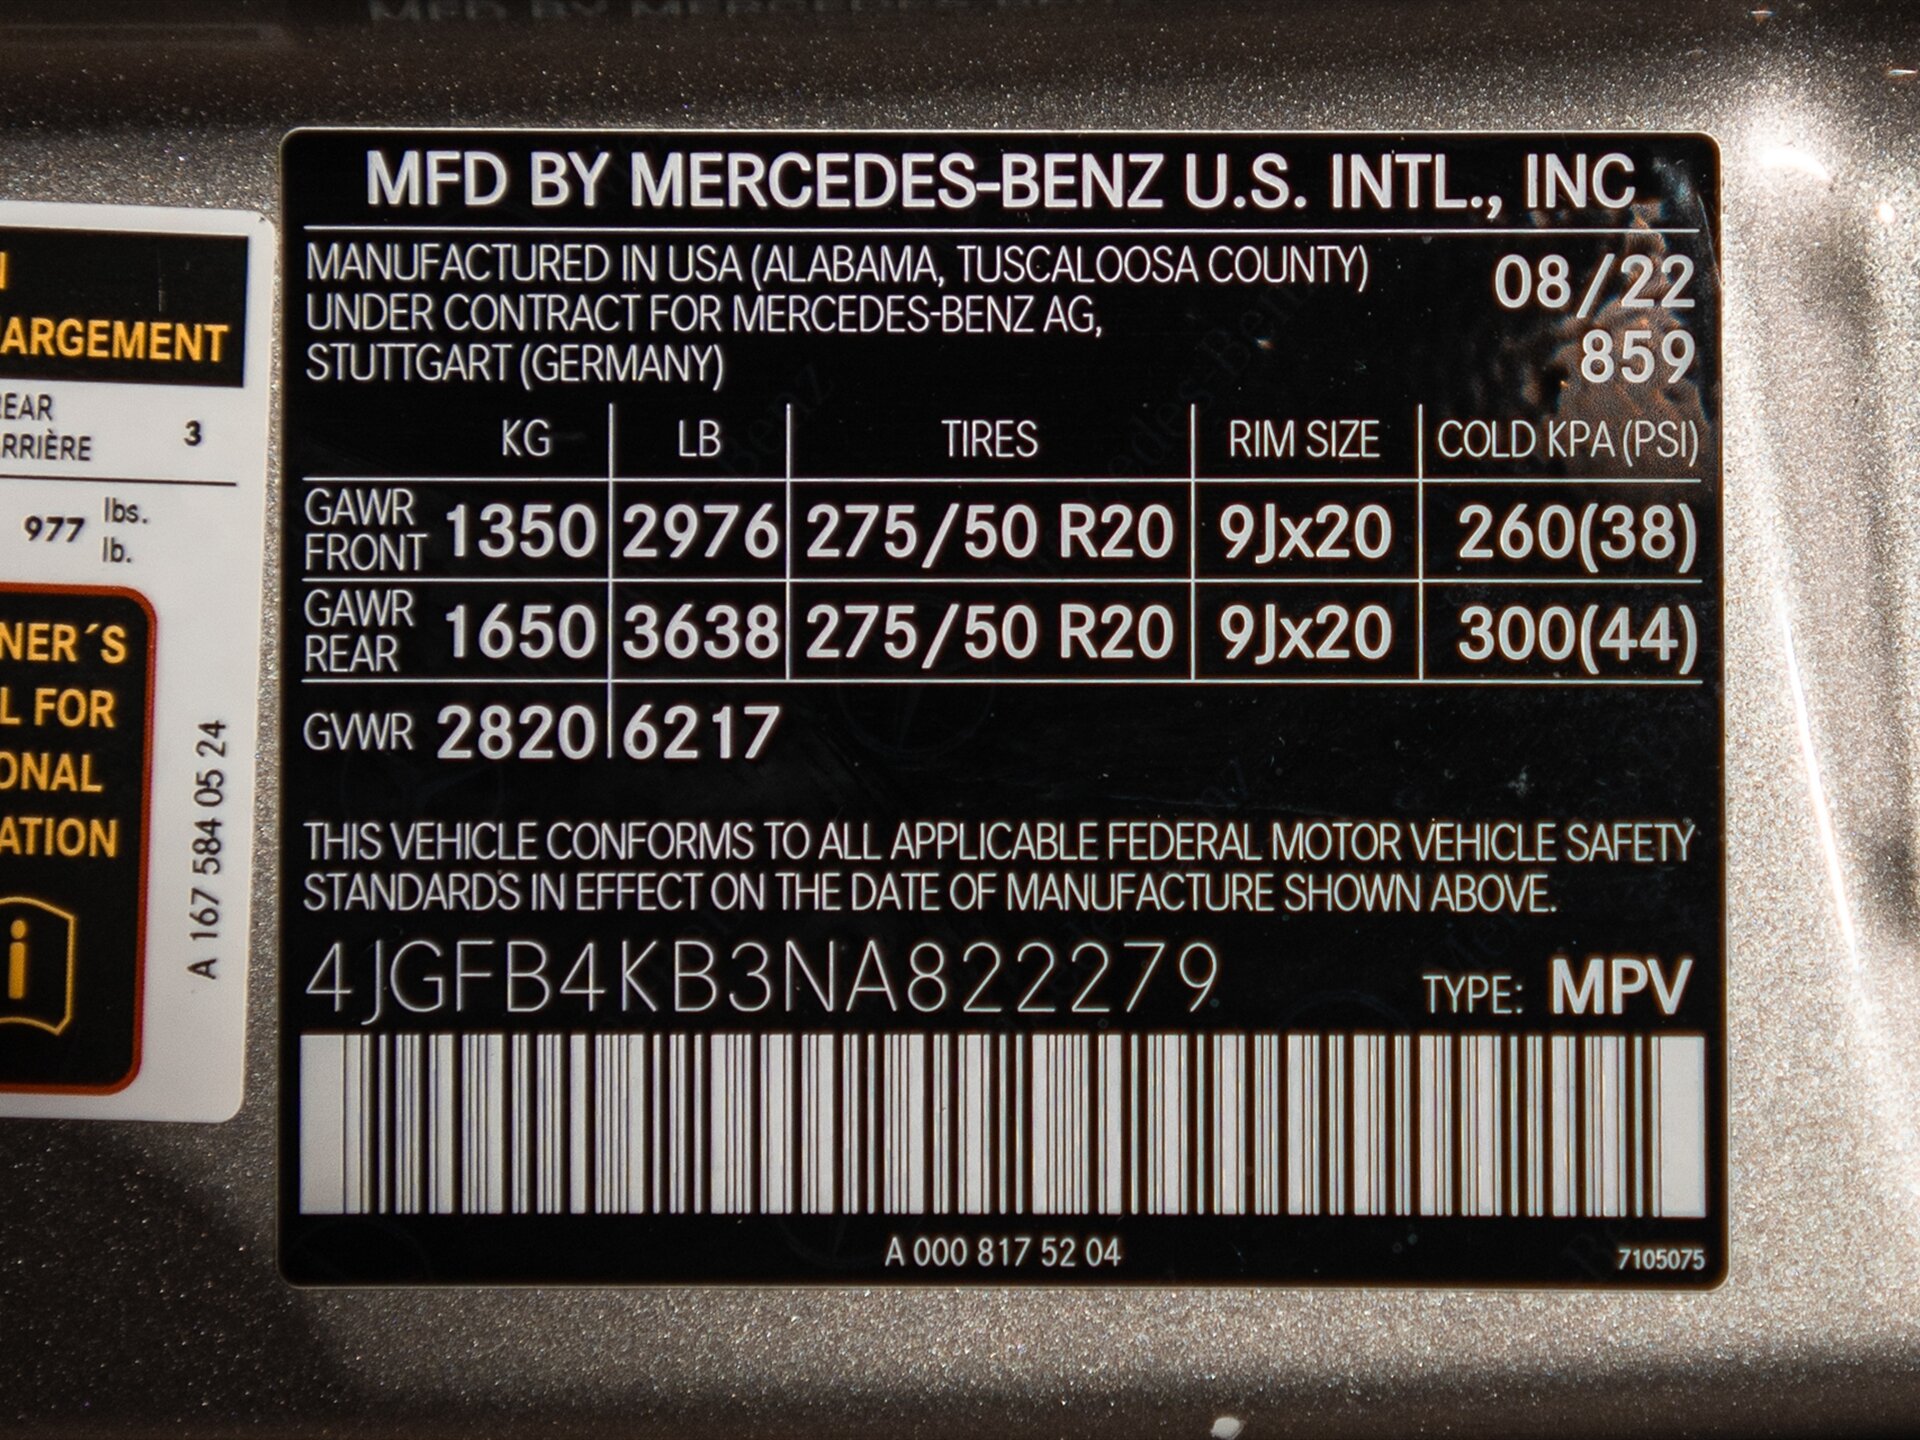 ARGEMENT
EAR
RRIÈRE
3
977 lbs.
lb.
NER´S
L FOR
ONAL
ATION
i
A 167 584 05 24
MFD BY MERCEDES-BENZ U.S. INTL., INC
MANUFACTURED IN USA (ALABAMA, TUSCALOOSA COUNTY)
UNDER CONTRACT FOR MERCEDES-BENZ AG,
STUTTGART (GERMANY)
08/22
859
KG LB TIRES RIM SIZE COLD KPA (PSI)
GAWR FRONT 1350 2976 275/50 R20 9Jx20 260(38)
GAWR REAR 1650 3638 275/50 R20 9Jx20 300(44)
GVWR 2820 6217
THIS VEHICLE CONFORMS TO ALL APPLICABLE FEDERAL MOTOR VEHICLE SAFETY
STANDARDS IN EFFECT ON THE DATE OF MANUFACTURE SHOWN ABOVE.
4JGFB4KB3NA822279 TYPE: MPV
A 000 817 52 04
7105075